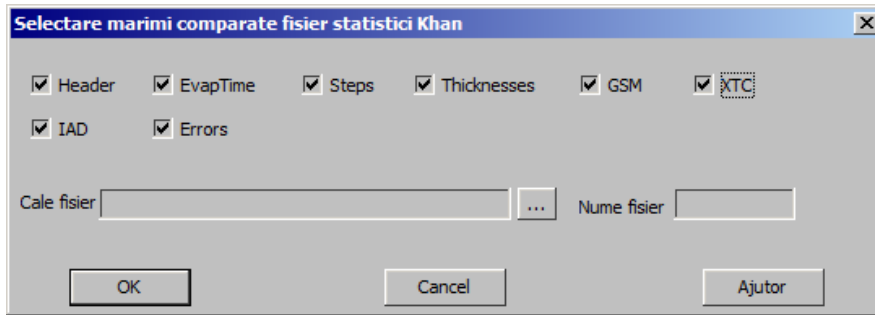 Selectare marimi comparate fisier statistici Khan
Header EvapTime Steps Thicknesses GSM XTC
IAD Errors
Cale fisier ... Nume fisier
OK Cancel Ajutor